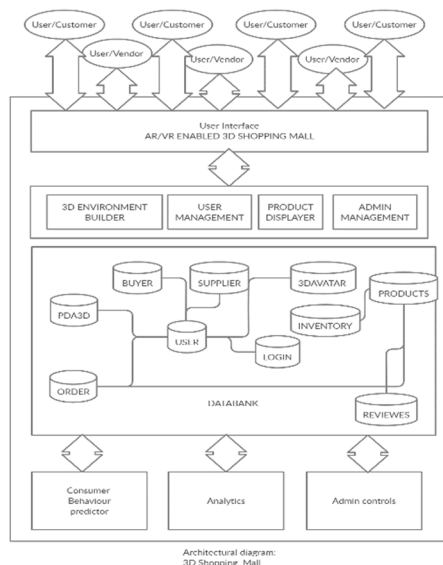 User/Customer
User/Customer
User/Customer
User/Customer
User/Vendor
User/Vendor
User/Vendor
User Interface
AR/VR ENABLED 3D SHOPPING MALL
3D ENVIRONMENT
BUILDER
USER
MANAGEMENT
PRODUCT
DISPLAYER
ADMIN
MANAGEMENT
BUYER
SUPPLIER
3DAVATAR
PRODUCTS
PDA3D
INVENTORY
USER
LOGIN
ORDER
DATABANK
REVIEWES
Consumer
Behaviour
predictor
Analytics
Admin controls
Architectural diagram:
3D Shopping Mall